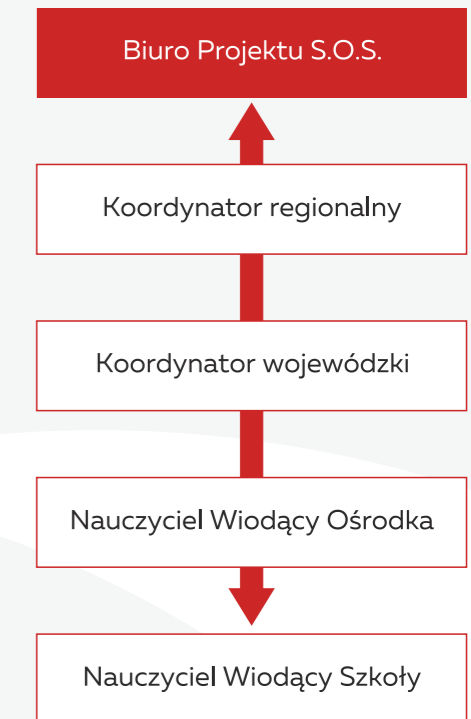 Biuro Projektu S.O.S.
Koordynator regionalny
Koordynator wojewódzki
Nauczyciel Wiodący Ośrodka
Nauczyciel Wiodący Szkoły